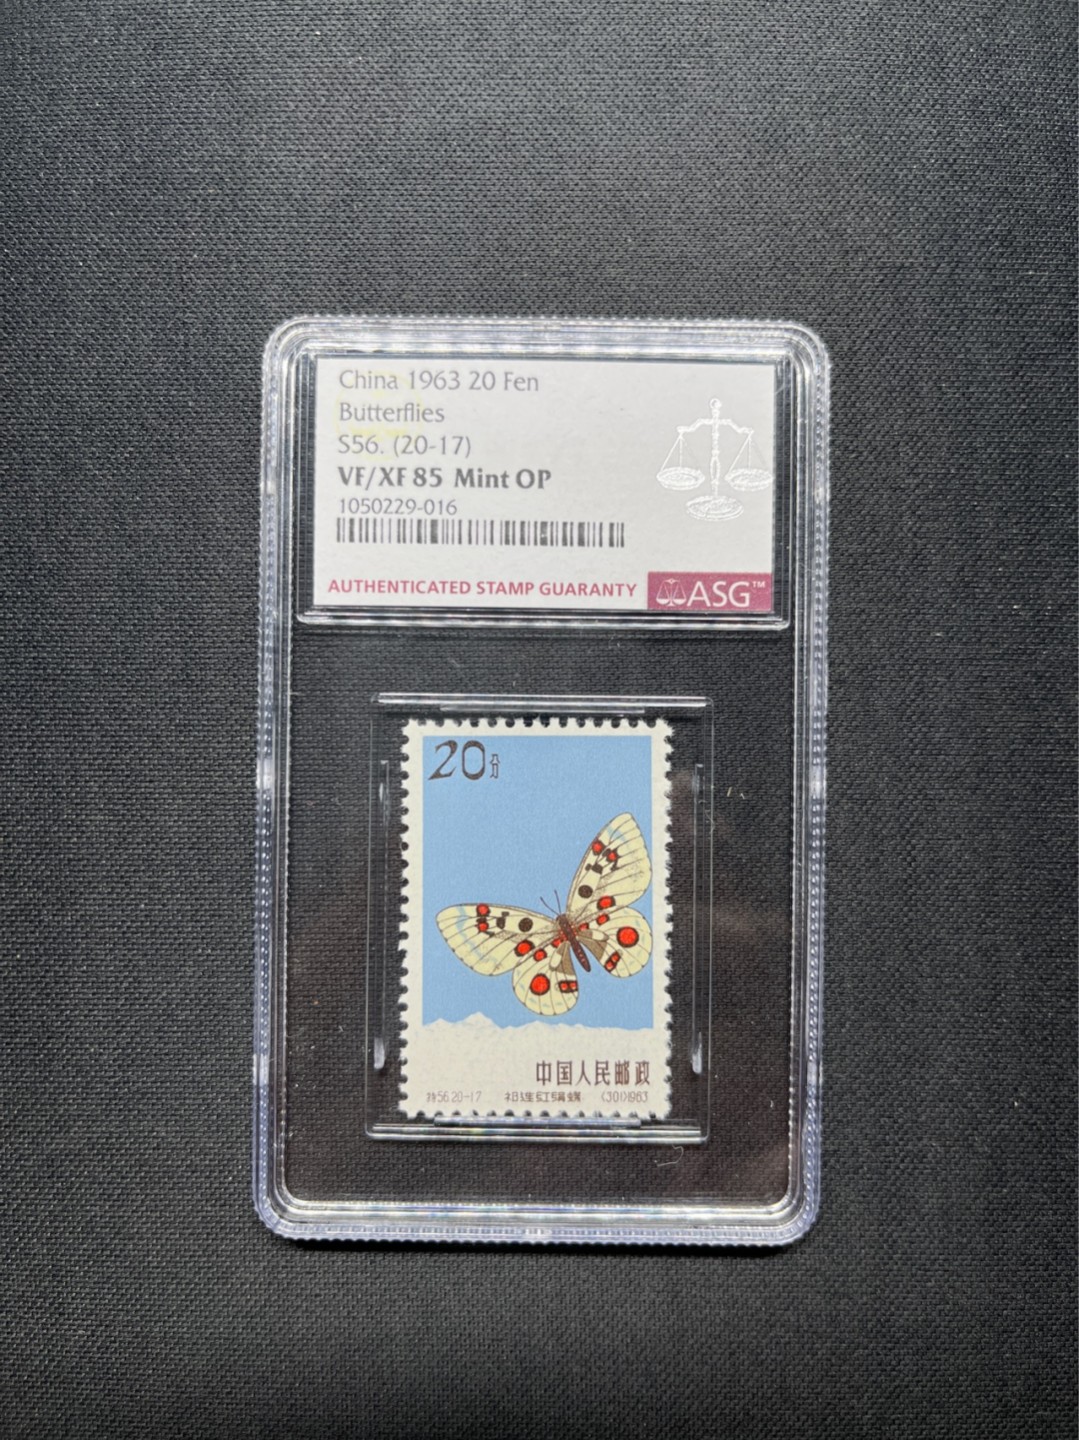 China 1963 20 Fen
Butterflies
S56. (20-17)
VF/XF 85 Mint OP
1050229-016
AUTHENTICATED STAMP GUARANTY
ASG™
20分
中国人民邮政
特56.20-17 (301)1963